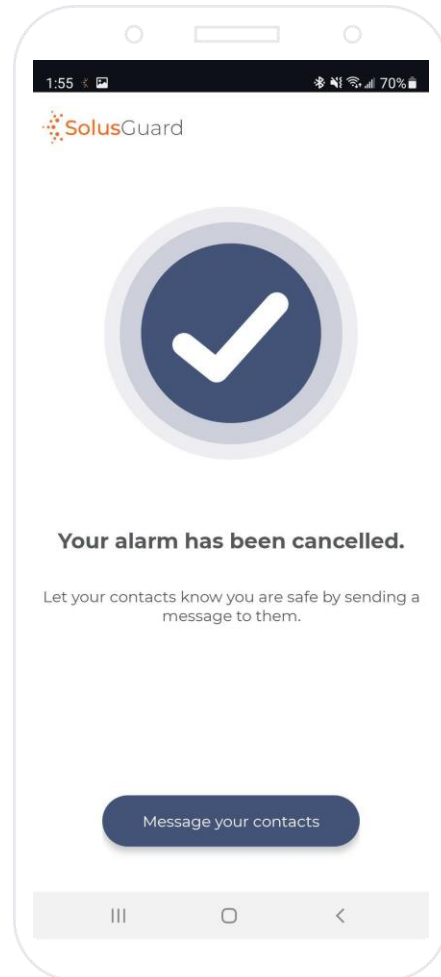 1:55 70%
SolusGuard
Your alarm has been cancelled.
Let your contacts know you are safe by sending a
message to them.
Message your contacts